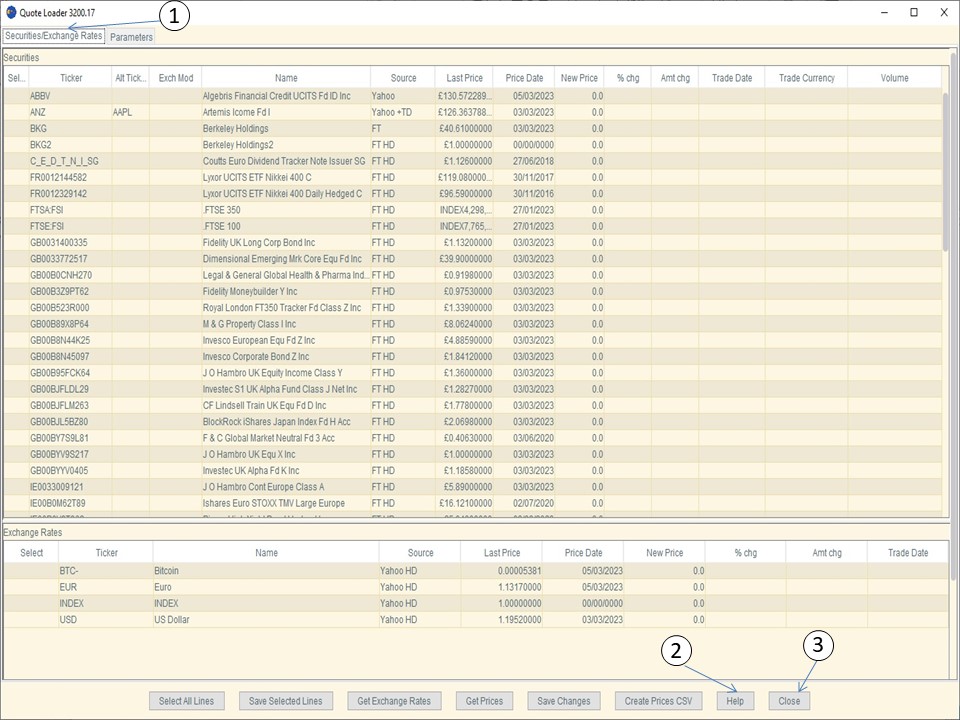 Quote Loader 3200.17
1
Securities/Exchange Rates Parameters
Securities
Sel... Ticker Alt Tick... Exch Mod Name Source Last Price Price Date New Price % chg Amt chg Trade Date Trade Currency Volume
ABBV Algebris Financial Credit UCITS Fd ID Inc Yahoo £130.572289... 05/03/2023 0.0
ANZ AAPL Artemis Icome Fd I Yahoo +TD £126.363788... 03/03/2023 0.0
BKG Berkeley Holdings FT £40.61000000 03/03/2023 0.0
BKG2 Berkeley Holdings2 FT HD £1.00000000 00/00/0000 0.0
C_E_D_T_N_I_SG Coutts Euro Dividend Tracker Note Issuer SG FT HD £1.12600000 27/06/2018 0.0
FR0012144582 Lyxor UCITS ETF Nikkei 400 C FT HD £119.080000... 30/11/2017 0.0
FR0012329142 Lyxor UCITS ETF Nikkei 400 Daily Hedged C FT HD £96.59000000 30/11/2016 0.0
FTSA:FSI .FTSE 350 FT HD INDEX4,298,... 27/01/2023 0.0
FTSE:FSI .FTSE 100 FT HD INDEX7,765,... 27/01/2023 0.0
GB0031400335 Fidelity UK Long Corp Bond Inc FT HD £1.13200000 03/03/2023 0.0
GB0033772517 Dimensional Emerging Mrk Core Equ Fd Inc FT HD £39.90000000 03/03/2023 0.0
GB00B0CNH270 Legal & General Global Health & Pharma Ind... FT HD £0.91980000 03/03/2023 0.0
GB00B3Z9PT62 Fidelity Moneybuilder Y Inc FT HD £0.97530000 03/03/2023 0.0
GB00B523R000 Royal London FT350 Tracker Fd Class Z Inc FT HD £1.33900000 03/03/2023 0.0
GB00B89X8P64 M & G Property Class I Inc FT HD £8.06240000 03/03/2023 0.0
GB00B8N44K25 Invesco European Equ Fd Z Inc FT HD £4.88590000 03/03/2023 0.0
GB00B8N45097 Invesco Corporate Bond Z Inc FT HD £1.84120000 03/03/2023 0.0
GB00B95FCK64 J O Hambro UK Equity Income Class Y FT HD £1.36000000 03/03/2023 0.0
GB00BJFLDL29 Investec S1 UK Alpha Fund Class J Net Inc FT HD £1.28270000 03/03/2023 0.0
GB00BJFLM263 CF Lindsell Train UK Equ Fd D Inc FT HD £1.77800000 03/03/2023 0.0
GB00BJL5BZ80 BlockRock iShares Japan Index Fd H Acc FT HD £2.06980000 03/03/2023 0.0
GB00BY7S9L81 F & C Global Market Neutral Fd 3 Acc FT HD £0.40630000 03/06/2020 0.0
GB00BYV9S217 J O Hambro UK Equ X Inc FT HD £1.00000000 03/03/2023 0.0
GB00BYYV0405 Investec UK Alpha Fd K Inc FT HD £1.18580000 03/03/2023 0.0
IE0033009121 J O Hambro Cont Europe Class A FT HD £5.89000000 03/03/2023 0.0
IE00B0M62T89 Ishares Euro STOXX TMV Large Europe FT HD £16.12100000 02/07/2020 0.0
Exchange Rates
Select Ticker Name Source Last Price Price Date New Price % chg Amt chg Trade Date
BTC- Bitcoin Yahoo HD 0.00005381 05/03/2023 0.0
EUR Euro Yahoo HD 1.13170000 05/03/2023 0.0
INDEX INDEX Yahoo HD 1.00000000 00/00/0000 0.0
USD US Dollar Yahoo HD 1.19520000 03/03/2023 0.0
2 3
Select All Lines Save Selected Lines Get Exchange Rates Get Prices Save Changes Create Prices CSV Help Close